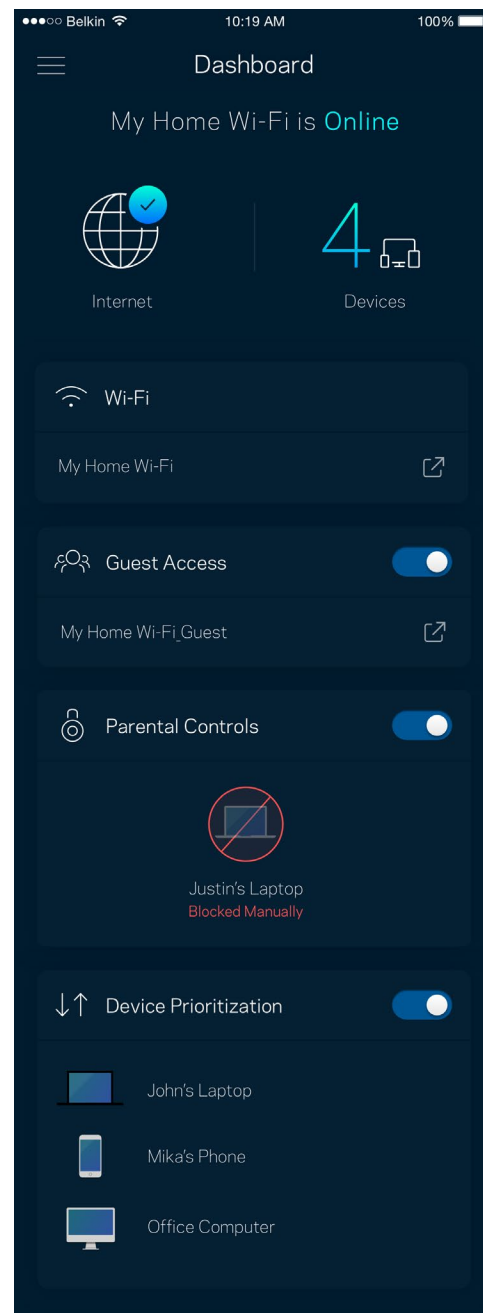 Belkin 10:19 AM 100%
Dashboard
My Home Wi-Fi is Online
4
Internet Devices
Wi-Fi
My Home Wi-Fi
Guest Access
My Home Wi-Fi_Guest
Parental Controls
Justin's Laptop
Blocked Manually
Device Prioritization
John's Laptop
Mika's Phone
Office Computer